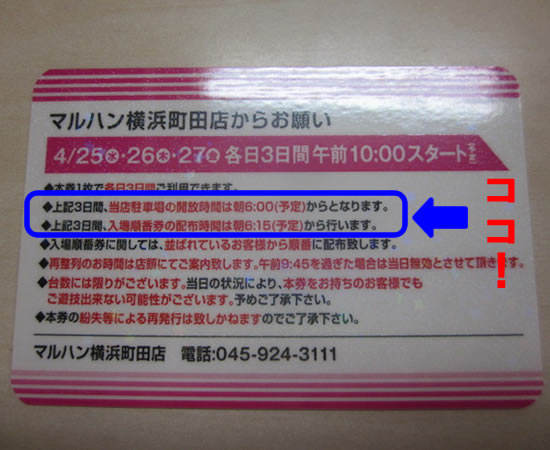 マルハン横浜町田店からお願い
4/25㊌・26㊍・27㊎ 各日3日間午前10:00スタート(予定)
◆本券1枚で各日3日間ご利用できます。
◆上記3日間、当店駐車場の開放時間は朝6:00(予定)からとなります。
◆上記3日間、入場順番券の配布時間は朝6:15(予定)から行います。
◆入場順番券に関しては、並ばれているお客様から順番に配布致します。
◆再整列のお時間は店頭にてご案内致します。午前9:45を過ぎた場合は当日無効とさせて頂きます。
◆台数には限りがございます。当日の状況により、本券をお持ちのお客様でも
ご遊技出来ない可能性がございます。予めご了承下さい。
◆本券の紛失等による再発行は致しかねますのでご了承下さい。
マルハン横浜町田店 電話:045-924-3111
ココ!